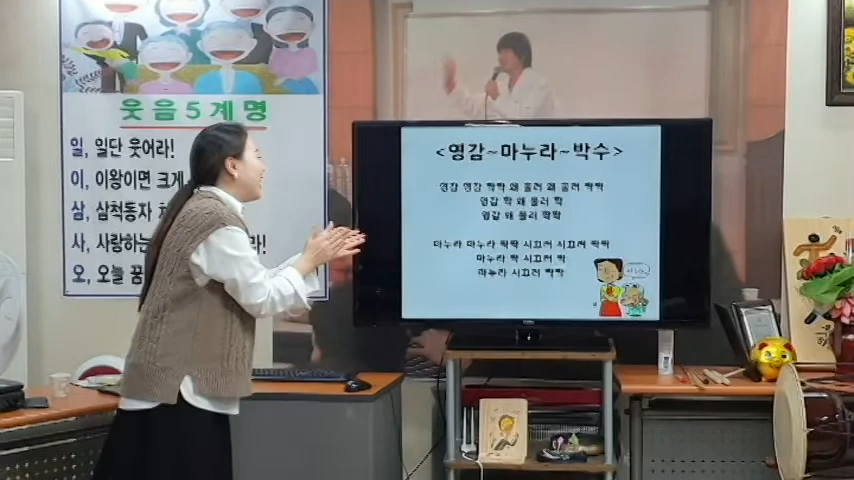 웃음 5계명
일, 일단 웃어라!
이, 이왕이면 크게
삼, 삼척동자
사, 사랑하는
라!
오, 오늘
<영감~마누라~박수>
영감 영감 짝짝 왜 불러 왜 불러 짝짝
영감 짝 왜 불러 짝
영감 왜 불러 짝짝
마누라 마누라 짝짝 시끄러 시끄러 짝짝
마누라 짝 시끄러 짝
마누라 시끄러 짝짝